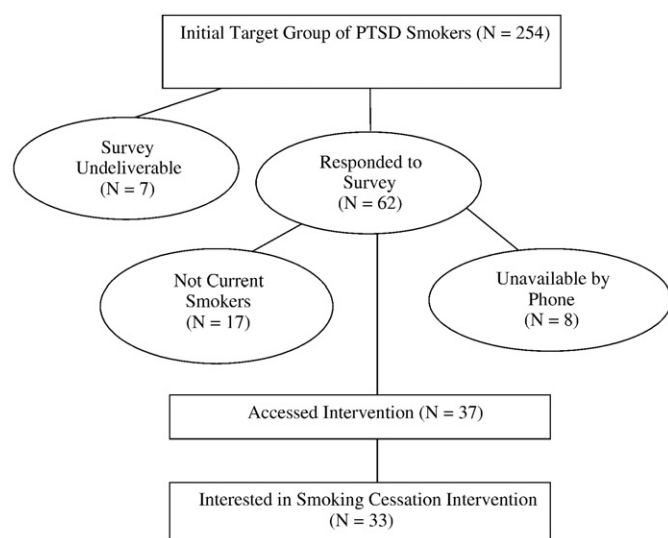 Initial Target Group of PTSD Smokers (N = 254)
Survey
Undeliverable
(N = 7)
Responded to
Survey
(N = 62)
Not Current
Smokers
(N = 17)
Unavailable by
Phone
(N = 8)
Accessed Intervention (N = 37)
Interested in Smoking Cessation Intervention
(N = 33)